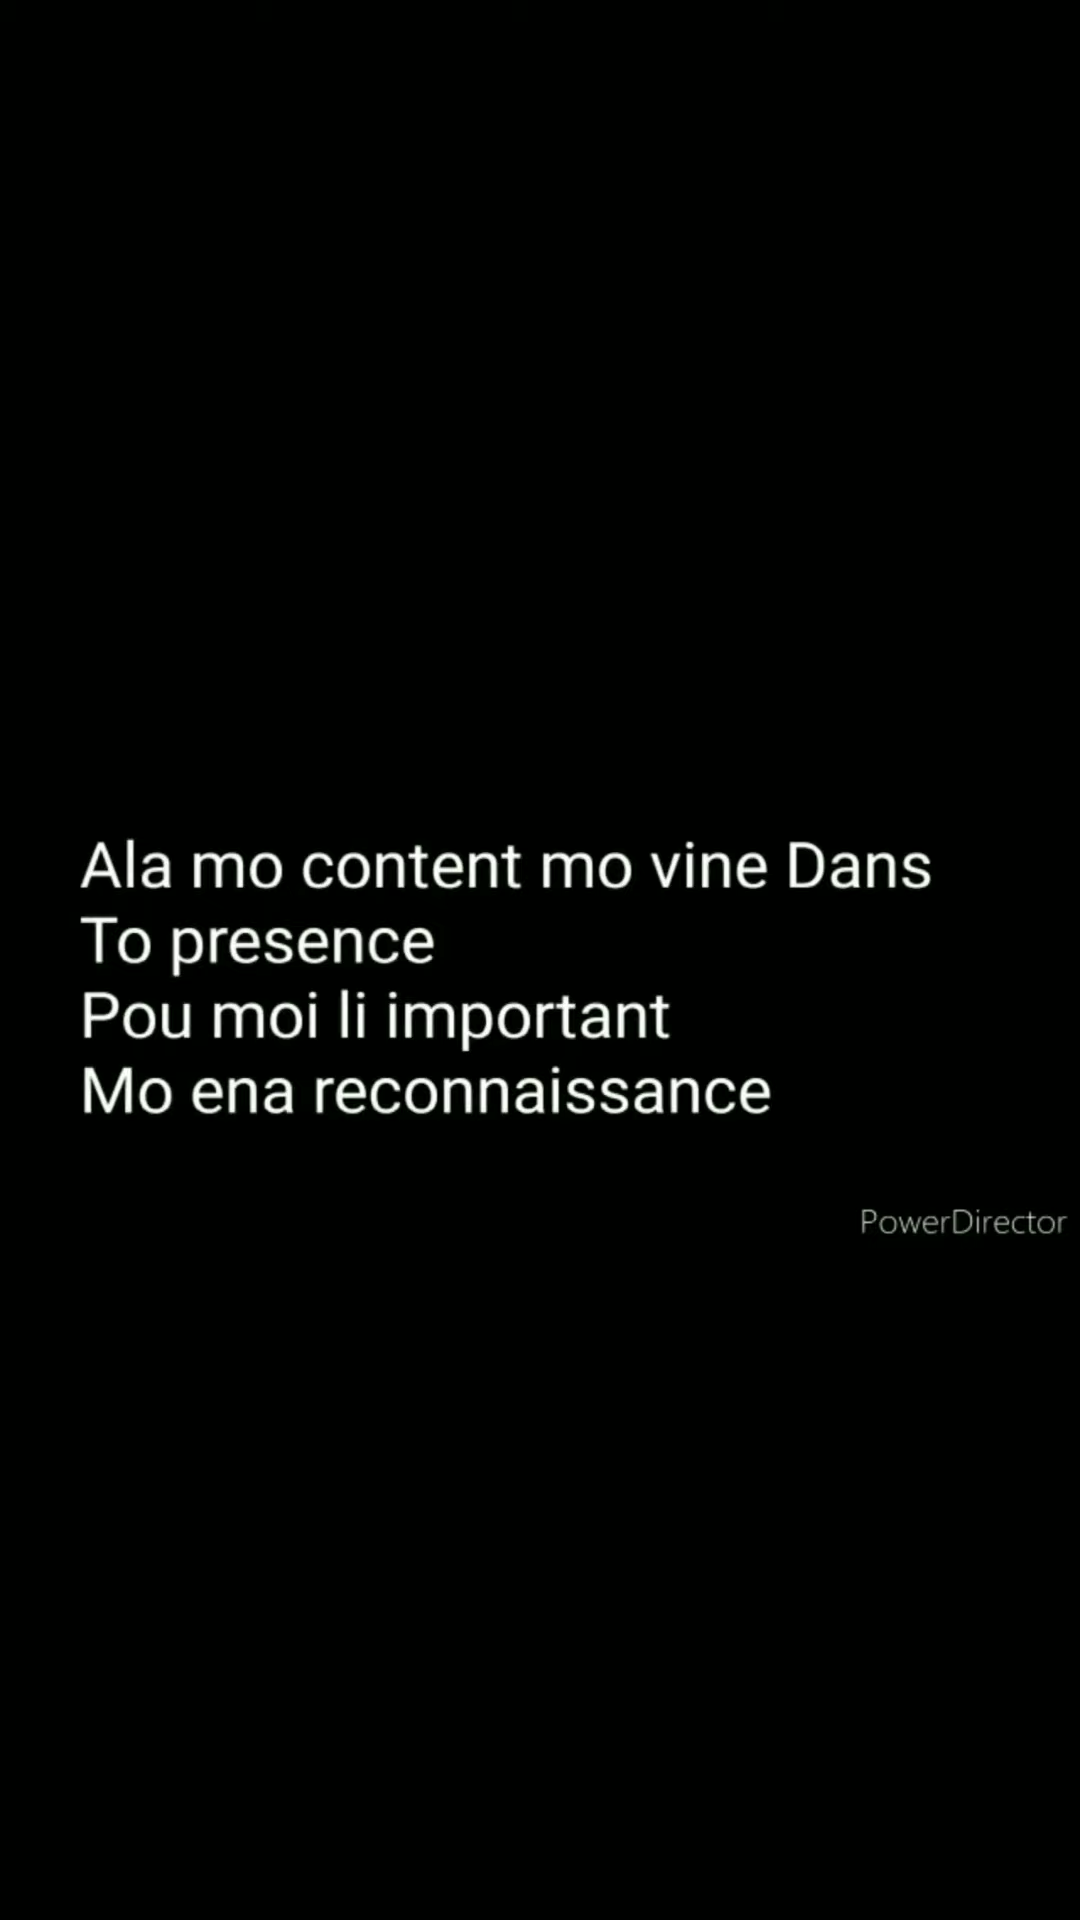 Ala mo content mo vine Dans
To presence
Pou moi li important
Mo ena reconnaissance
PowerDirector